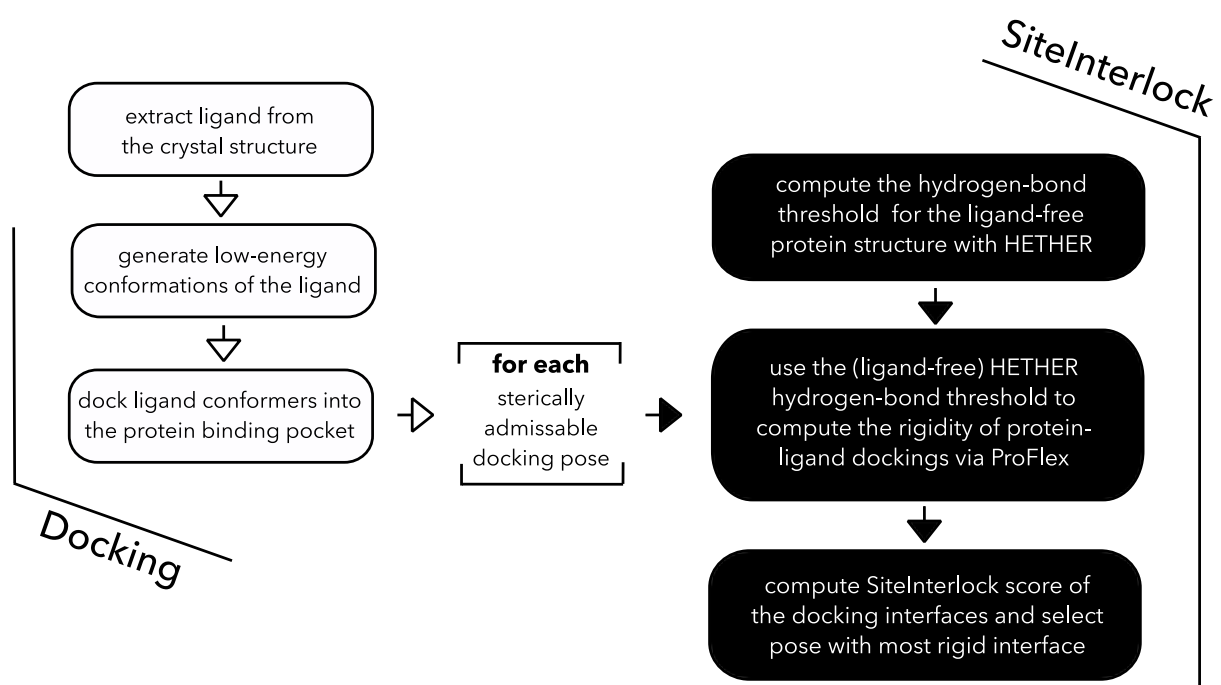 SiteInterlock
extract ligand from
the crystal structure
generate low-energy
conformations of the ligand
dock ligand conformers into
the protein binding pocket
Docking
for each
sterically
admissable
docking pose
compute the hydrogen-bond
threshold for the ligand-free
protein structure with HETHER
use the (ligand-free) HETHER
hydrogen-bond threshold to
compute the rigidity of protein-
ligand dockings via ProFlex
compute SiteInterlock score of
the docking interfaces and select
pose with most rigid interface